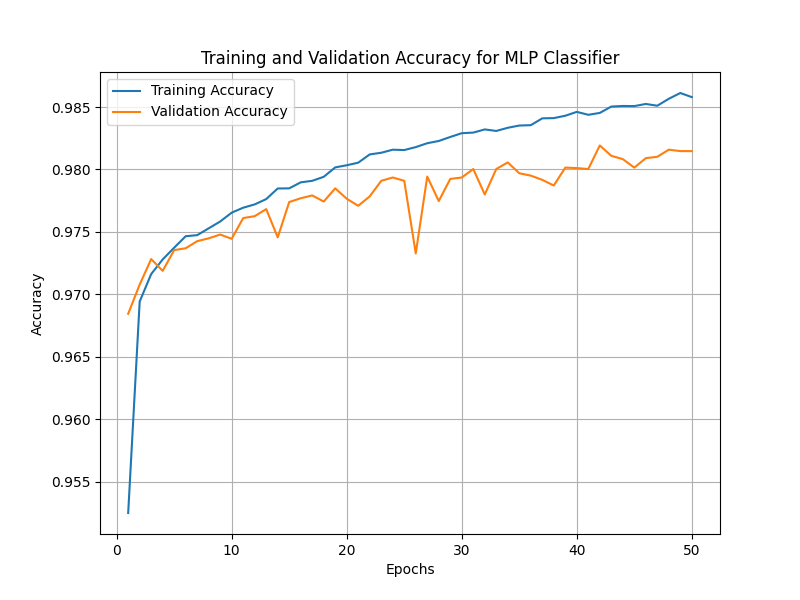 Training and Validation Accuracy for MLP Classifier
Training Accuracy
Validation Accuracy
0.985
0.980
0.975
0.970
0.965
0.960
0.955
Accuracy
0 10 20 30 40 50
Epochs